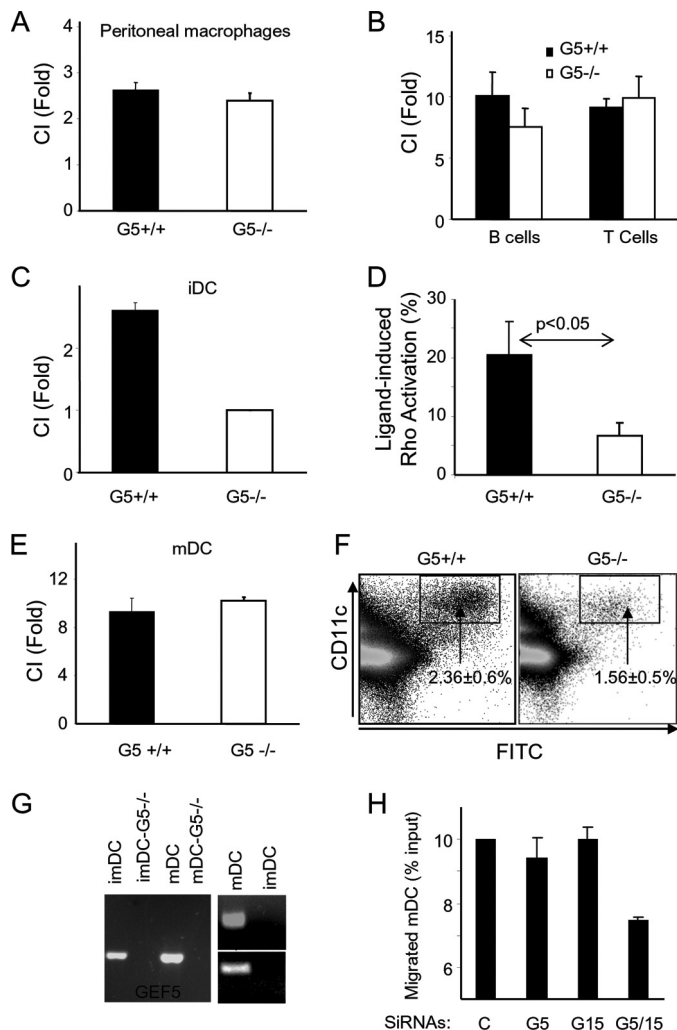 A
Peritoneal macrophages
CI (Fold)
4
3
2
1
0
G5+/+
G5-/-
B
G5+/+
G5-/-
CI (Fold)
15
10
5
0
B cells
T Cells
C
iDC
CI (Fold)
2
1
0
G5+/+
G5-/-
D
Ligand-induced
Rho Activation (%)
30
20
10
0
p<0.05
G5+/+
G5-/-
E
mDC
CI (Fold)
12
8
4
0
G5 +/+
G5 -/-
F
G5+/+
G5-/-
CD11c
2.36±0.6%
1.56±0.5%
FITC
G
imDC
imDC-G5-/-
mDC
mDC-G5-/-
mDC
imDC
GEF5
H
Migrated mDC (% input)
10
8
6
SiRNAs:
C
G5
G15
G5/15